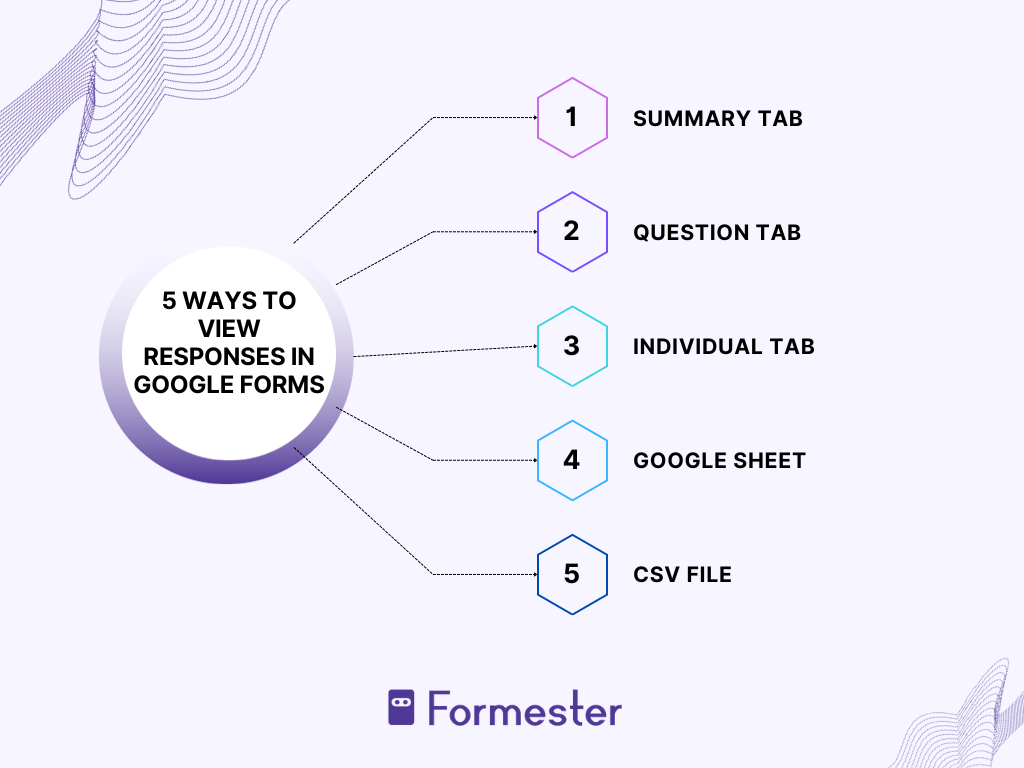 5 WAYS TO
VIEW
RESPONSES IN
GOOGLE FORMS
1 SUMMARY TAB
2 QUESTION TAB
3 INDIVIDUAL TAB
4 GOOGLE SHEET
5 CSV FILE
Formester